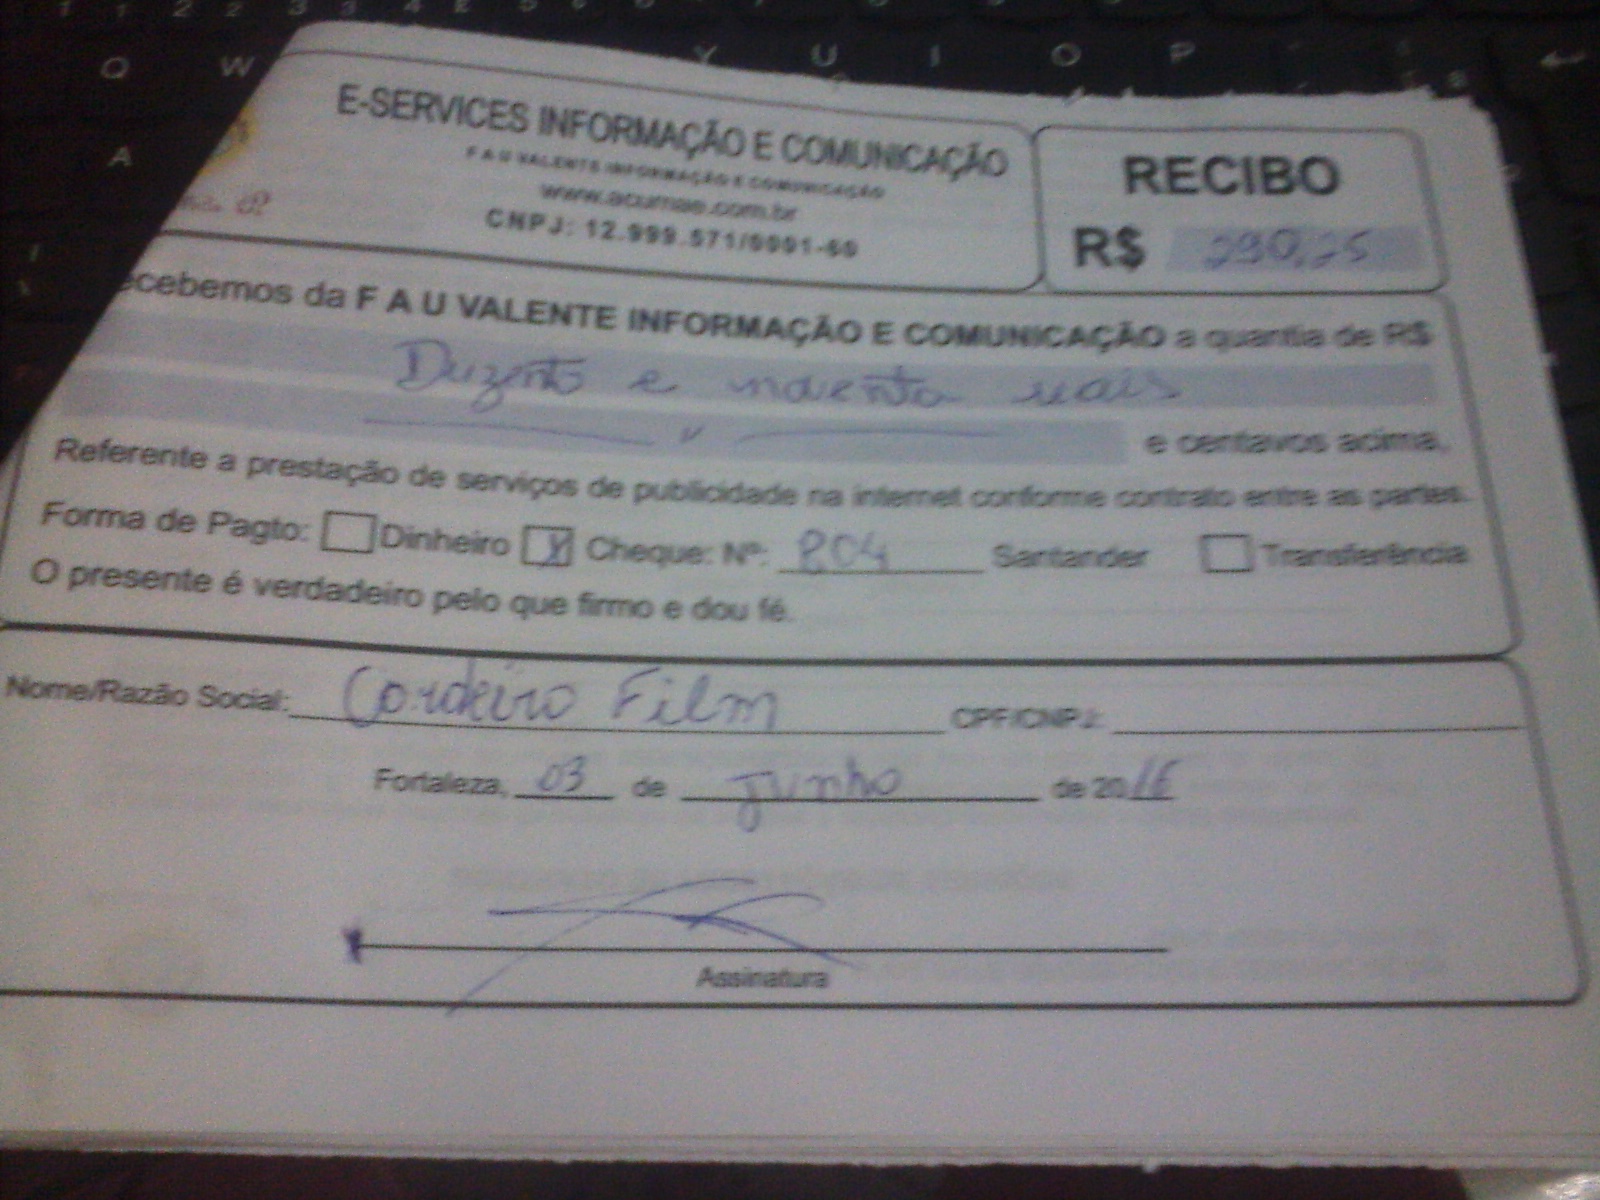 E-SERVICES INFORMAÇÃO E COMUNICAÇÃO
F A U VALENTE INFORMAÇÃO E COMUNICAÇÃO
www.acumae.com.br
CNPJ: 12.999.571/0001-60
RECIBO
R$ 290,25
ecebemos da F A U VALENTE INFORMAÇÃO E COMUNICAÇÃO a quantia de R$
Duzentos e noventa reais
e centavos acima.
Referente a prestação de serviços de publicidade na internet conforme contrato entre as partes.
Forma de Pagto: Dinheiro X Cheque: Nº: 804 Santander Transferência
O presente é verdadeiro pelo que firmo e dou fé.
Nome/Razão Social: Cordeiro Film CPF/CNPJ:
Fortaleza, 03 de Junho de 2016
Assinatura